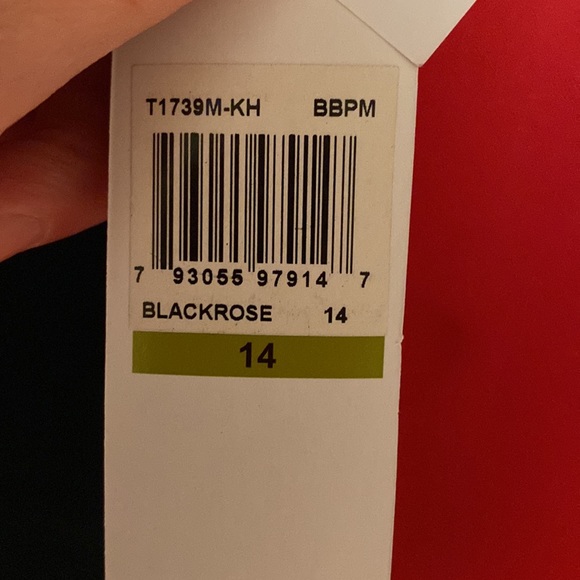 T1739M-KH BBPM
7 93055 97914 7
BLACKROSE 14
14